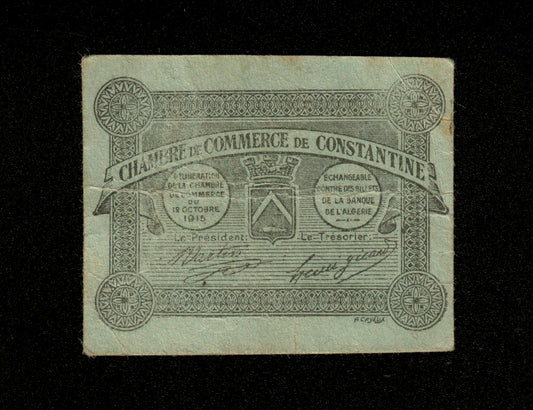 CHAMBRE DE COMMERCE DE CONSTANTINE
DÉLIBÉRATION
DE LA CHAMBRE
DE COMMERCE
DU
12 OCTOBRE
1915
ÉCHANGEABLE
CONTRE DES BILLETS
DE LA BANQUE
DE L'ALGÉRIE
Le Président: Le Trésorier: